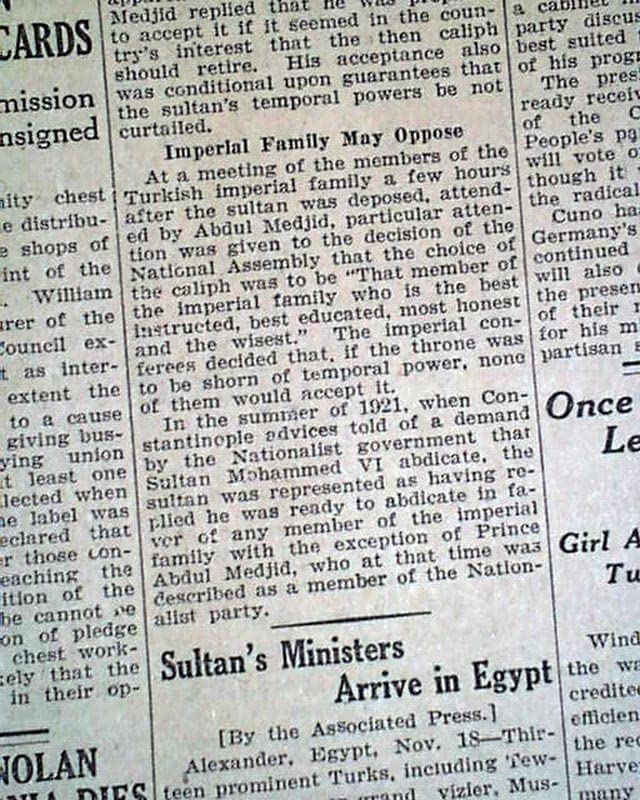 CARDS
mission
nsigned
nity chest
e distribu-
e shops of
int of the
. William
urer of the
Council ex-
t as inter-
extent the
to a cause
giving bus-
ying union
t least one
lected when
he label was
eclared that
r those con-
eaching the
ition of the
be cannot be
on of pledge
chest work-
ely that the
in their op-
NOLAN
DIES
Medjid replied that he was
to accept it if it seemed in the coun-
try's interest that the then caliph
should retire. His acceptance also
was conditional upon guarantees that
the sultan's temporal powers be not
curtailed.
Imperial Family May Oppose
At a meeting of the members of the
Turkish imperial family a few hours
after the sultan was deposed, attend-
ed by Abdul Medjid, particular atten-
tion was given to the decision of the
National Assembly that the choice of
the caliph was to be "That member of
the imperial family who is the best
instructed, best educated, most honest
and the wisest." The imperial con-
ferees decided that, if the throne was
to be shorn of temporal power, none
of them would accept it.
In the summer of 1921, when Con-
stantinople advices told of a demand
by the Nationalist government that
Sultan Mohammed VI abdicate, the
sultan was represented as having re-
plied he was ready to abdicate in fa-
vor of any member of the imperial
family with the exception of Prince
Abdul Medjid, who at that time was
described as a member of the Nation-
alist party.
Sultan's Ministers
Arrive in Egypt
[By the Associated Press.]
Alexander, Egypt, Nov. 18—Thir-
teen prominent Turks, including Tew-
grand vizier, Mus-
a cabinet
party discu
best suited
of his progr
The pres
ready receiv
of the C
People's pa
will vote o
though it
the radical
Cuno ha
Germany's
continued
will also
the presen
of their
for his m
partisan s
Once
Le
Girl A
Tu
Wind
the wa
credite
efficien
the rec
Harve
many